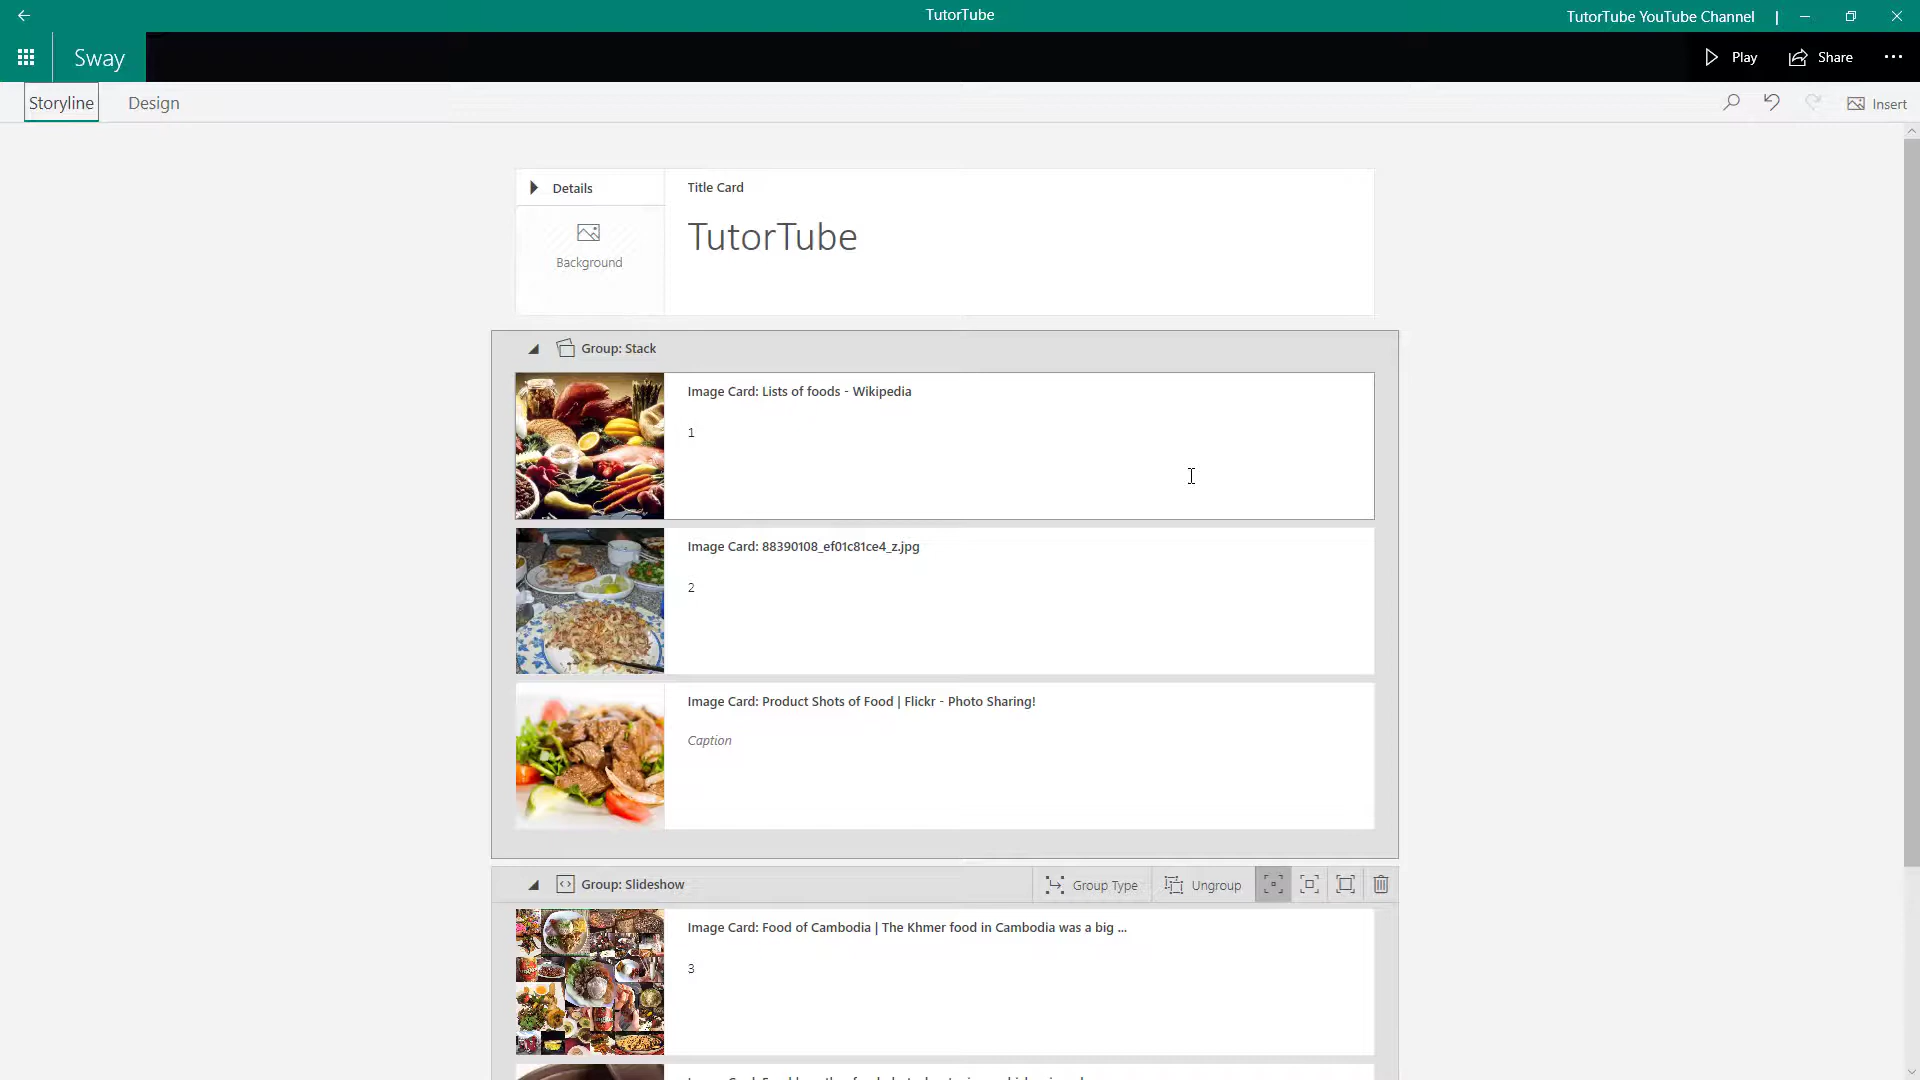 TutorTube
TutorTube YouTube Channel
Sway
Play
Share
Storyline
Design
Insert
Details
Title Card
TutorTube
Background
Group: Stack
Image Card: Lists of foods - Wikipedia
1
Image Card: 88390108_ef01c81ce4_z.jpg
2
Image Card: Product Shots of Food | Flickr - Photo Sharing!
Caption
Group: Slideshow
Group Type
Ungroup
Image Card: Food of Cambodia | The Khmer food in Cambodia was a big ...
3